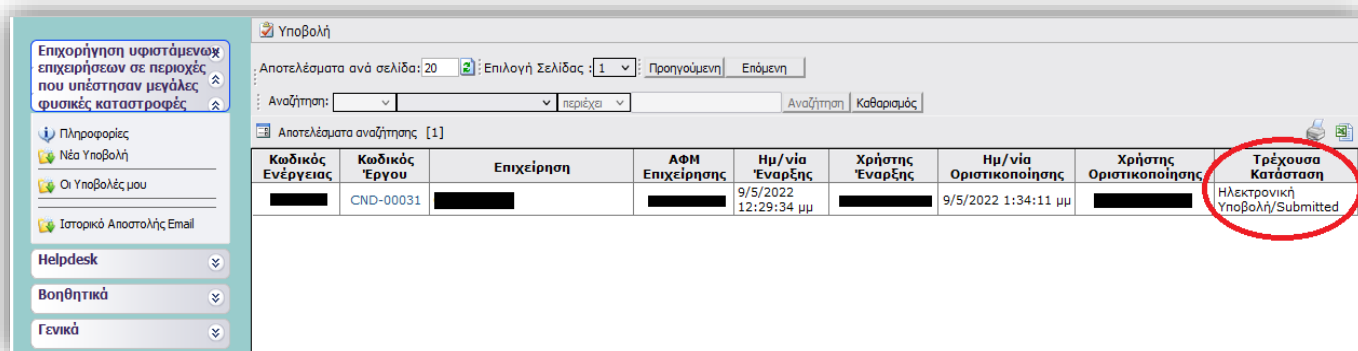 Υποβολή
Επιχορήγηση υφιστάμενων
επιχειρήσεων σε περιοχές
που υπέστησαν μεγάλες
φυσικές καταστροφές
Πληροφορίες
Νέα Υποβολή
Οι Υποβολές μου
Ιστορικό Αποστολής Email
Helpdesk
Βοηθητικά
Γενικά
Αποτελέσματα ανά σελίδα: 20 Επιλογή Σελίδας : 1 Προηγούμενη Επόμενη
Αναζήτηση: περιέχει Αναζήτηση Καθαρισμός
Αποτελέσματα αναζήτησης [1]
Κωδικός Ενέργειας
Κωδικός Έργου
Επιχείρηση
ΑΦΜ Επιχείρησης
Ημ/νία Έναρξης
Χρήστης Έναρξης
Ημ/νία Οριστικοποίησης
Χρήστης Οριστικοποίησης
Τρέχουσα Κατάσταση
CND-00031
9/5/2022
12:29:34 μμ
9/5/2022 1:34:11 μμ
Ηλεκτρονική
Υποβολή/Submitted